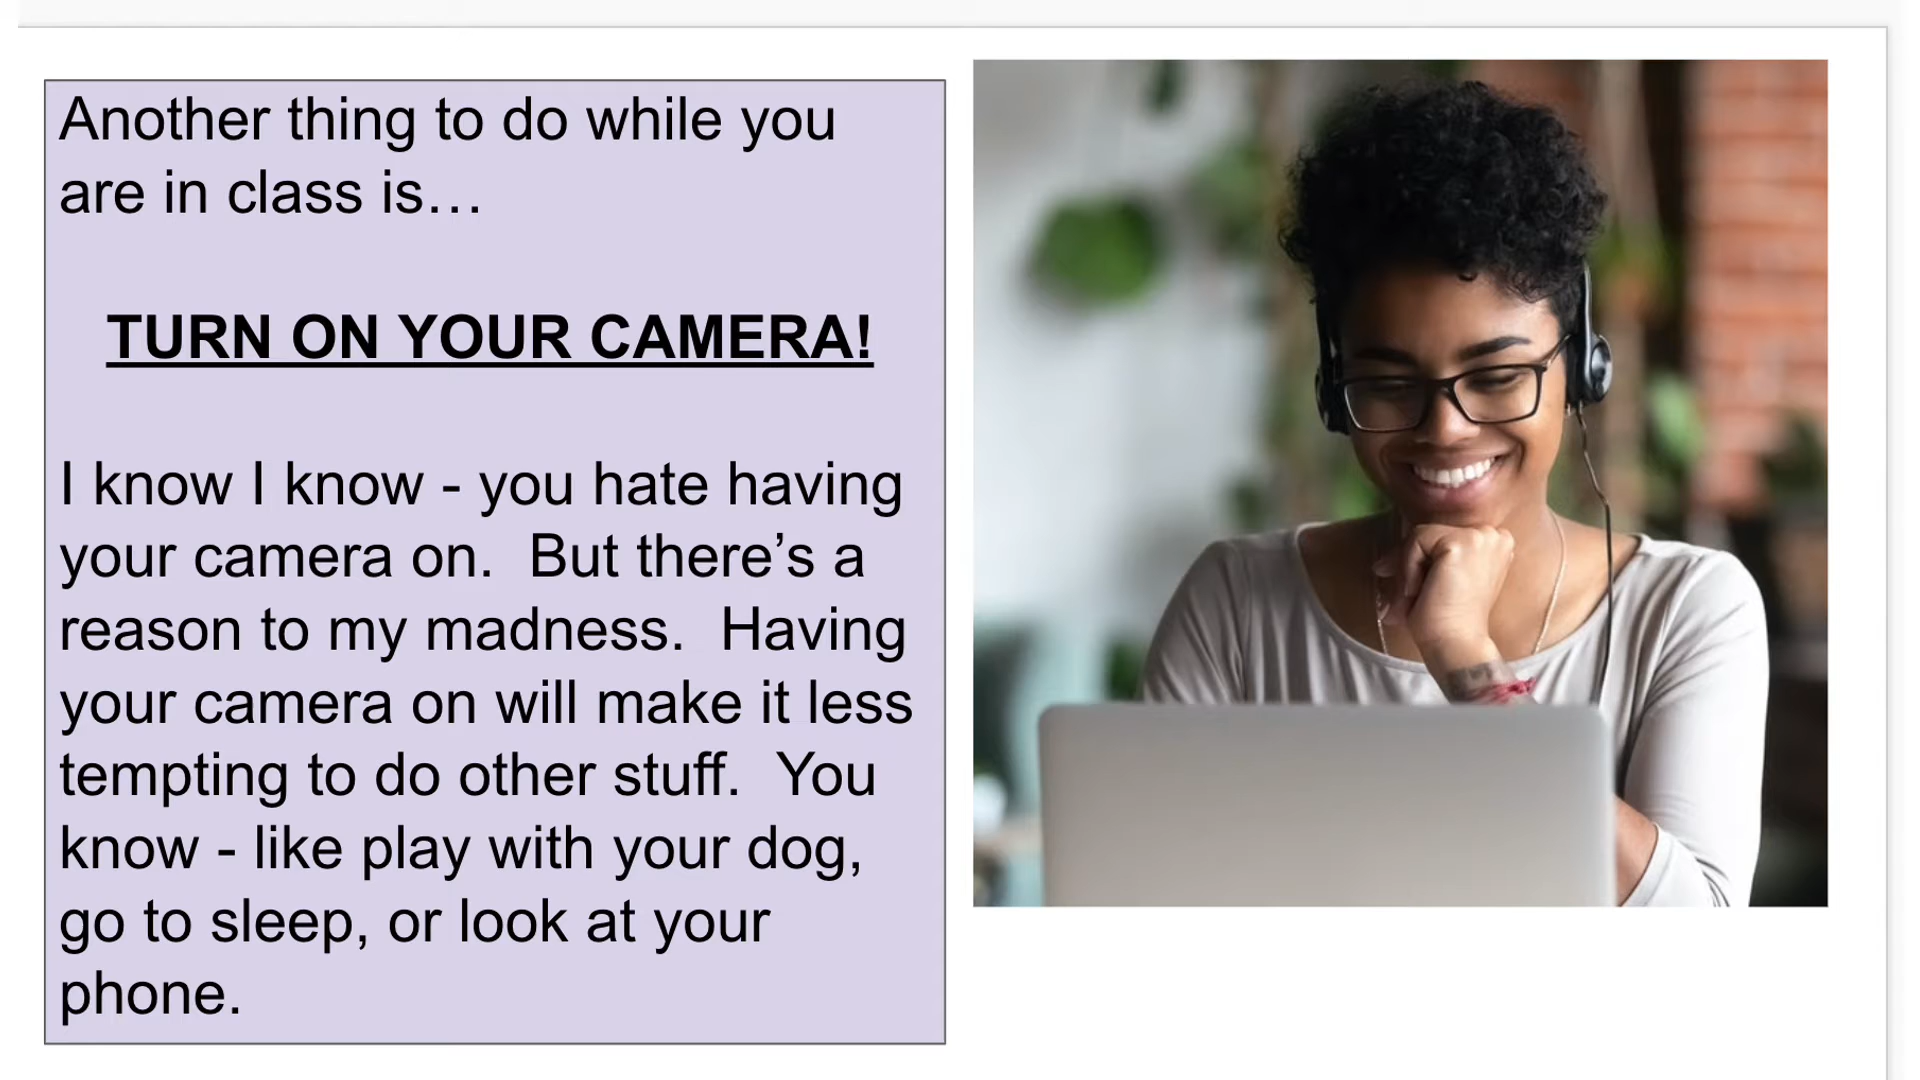 Another thing to do while you
are in class is…
TURN ON YOUR CAMERA!
I know I know - you hate having
your camera on.  But there’s a
reason to my madness.  Having
your camera on will make it less
tempting to do other stuff.  You
know - like play with your dog,
go to sleep, or look at your
phone.